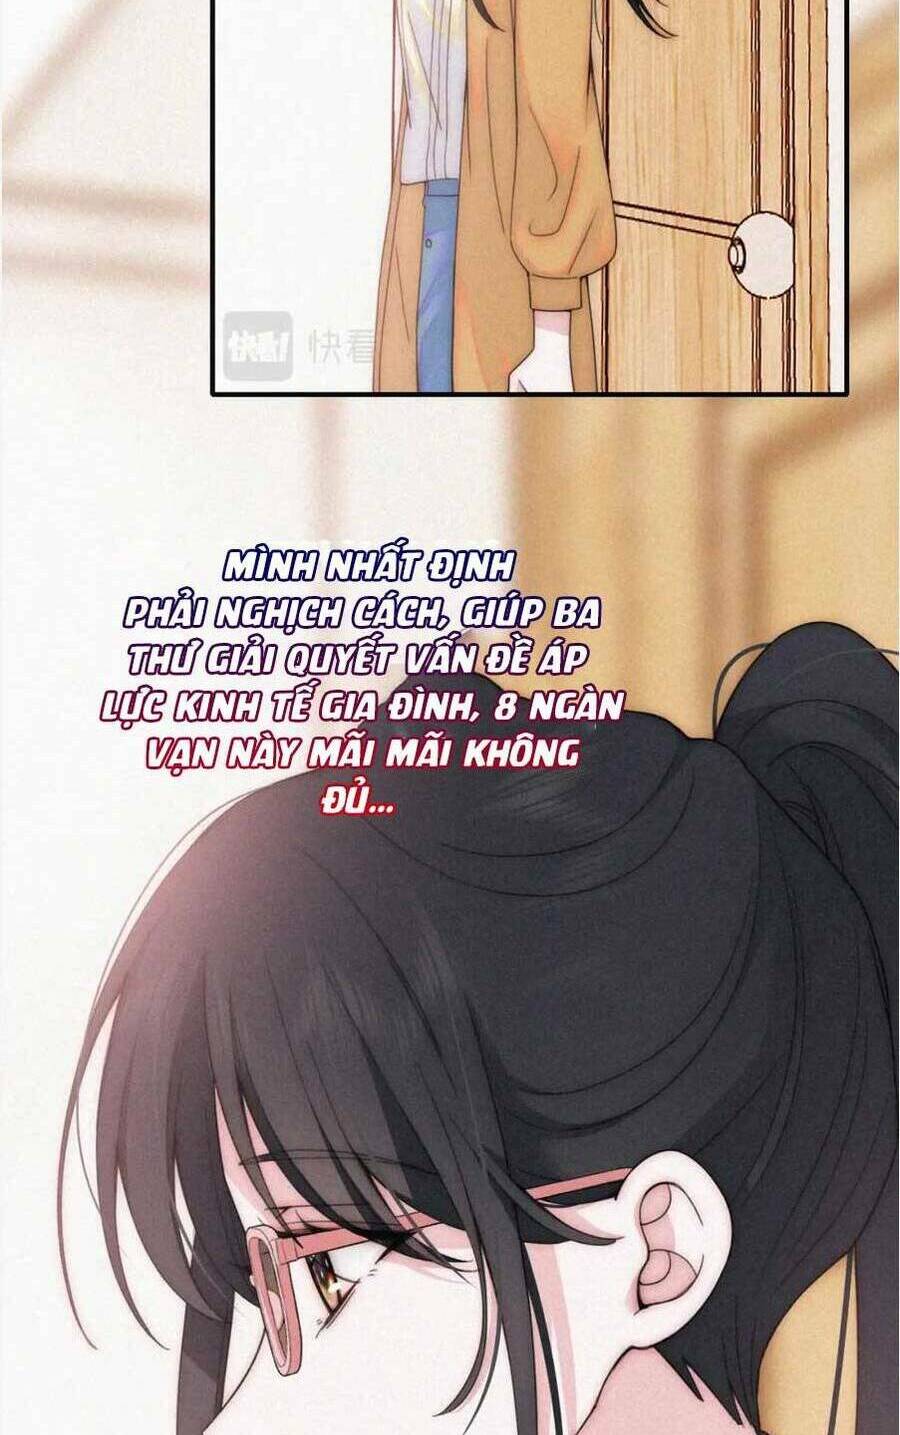 快看! 快看
MÌNH NHẤT ĐỊNH
PHẢI NGHỊCH CÁCH, GIÚP BA
THƯ GIẢI QUYẾT VẤN ĐỀ ÁP
LỰC KINH TẾ GIA ĐÌNH, 8 NGÀN
VẠN NÀY MÃI MÃI KHÔNG
ĐỦ...